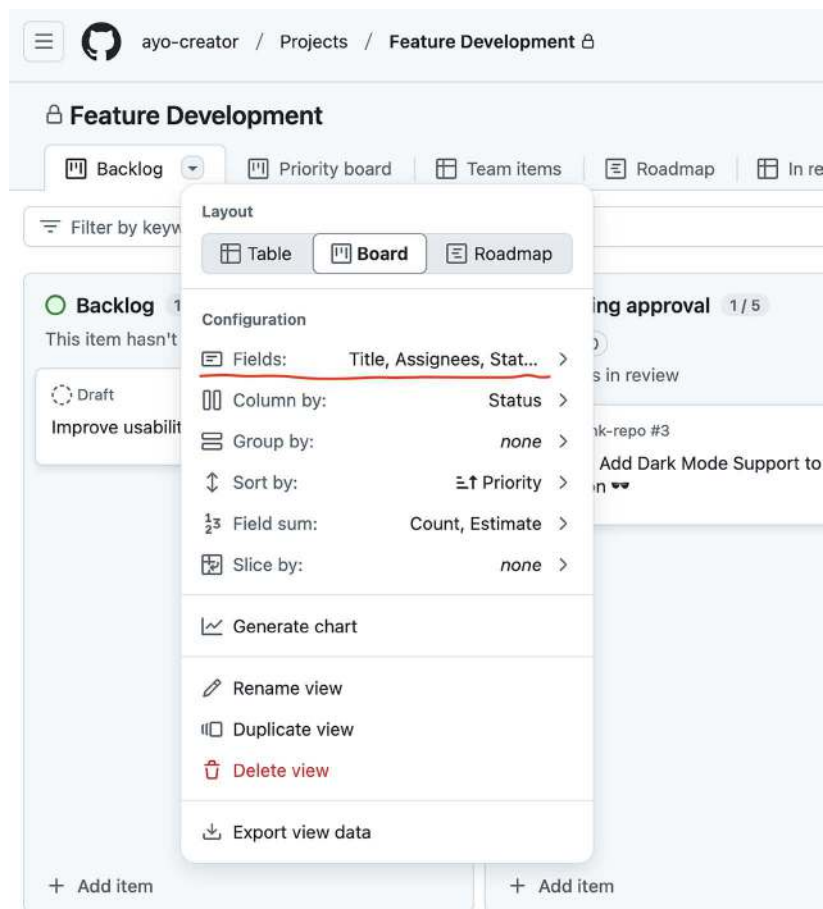 ayo-creator / Projects / Feature Development
Feature Development
Backlog Priority board Team items Roadmap In re
Filter by keyw
Layout
Table Board Roadmap
Backlog 1
This item hasn't
Draft
Improve usabilit
Configuration
Fields: Title, Assignees, Stat... >
Column by: Status >
Group by: none >
Sort by: Priority >
Field sum: Count, Estimate >
Slice by: none >
Generate chart
Rename view
Duplicate view
Delete view
Export view data
ing approval 1 / 5
s in review
nk-repo #3
Add Dark Mode Support to
n 🕶️
+ Add item
+ Add item